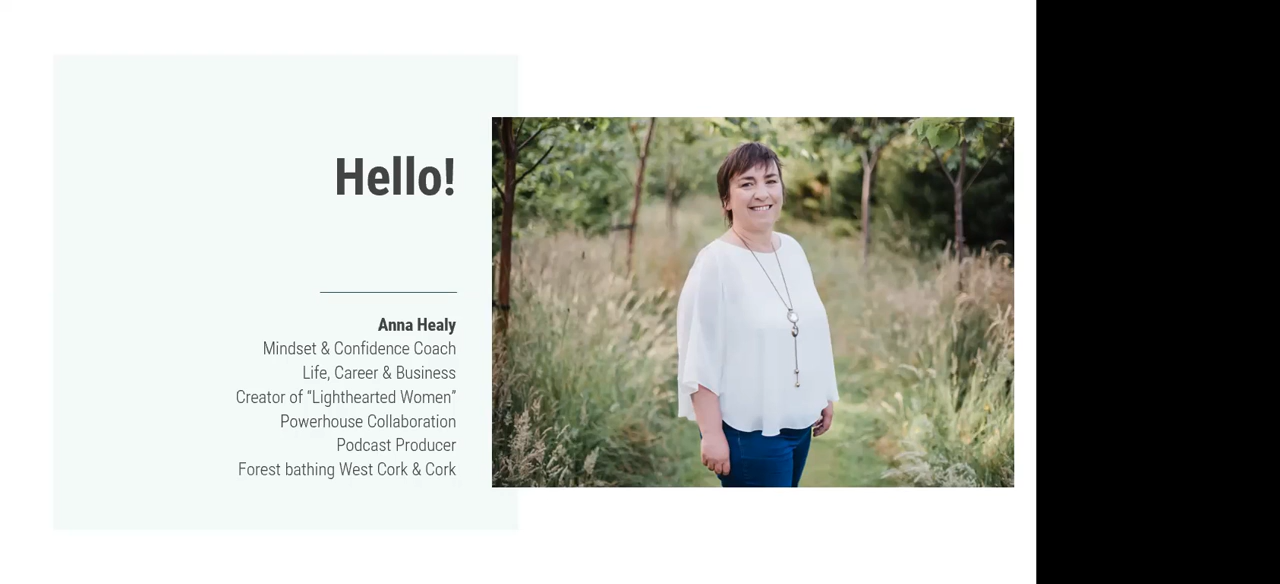 Hello!
Anna Healy
Mindset & Confidence Coach
Life, Career & Business
Creator of “Lighthearted Women”
Powerhouse Collaboration
Podcast Producer
Forest bathing West Cork & Cork